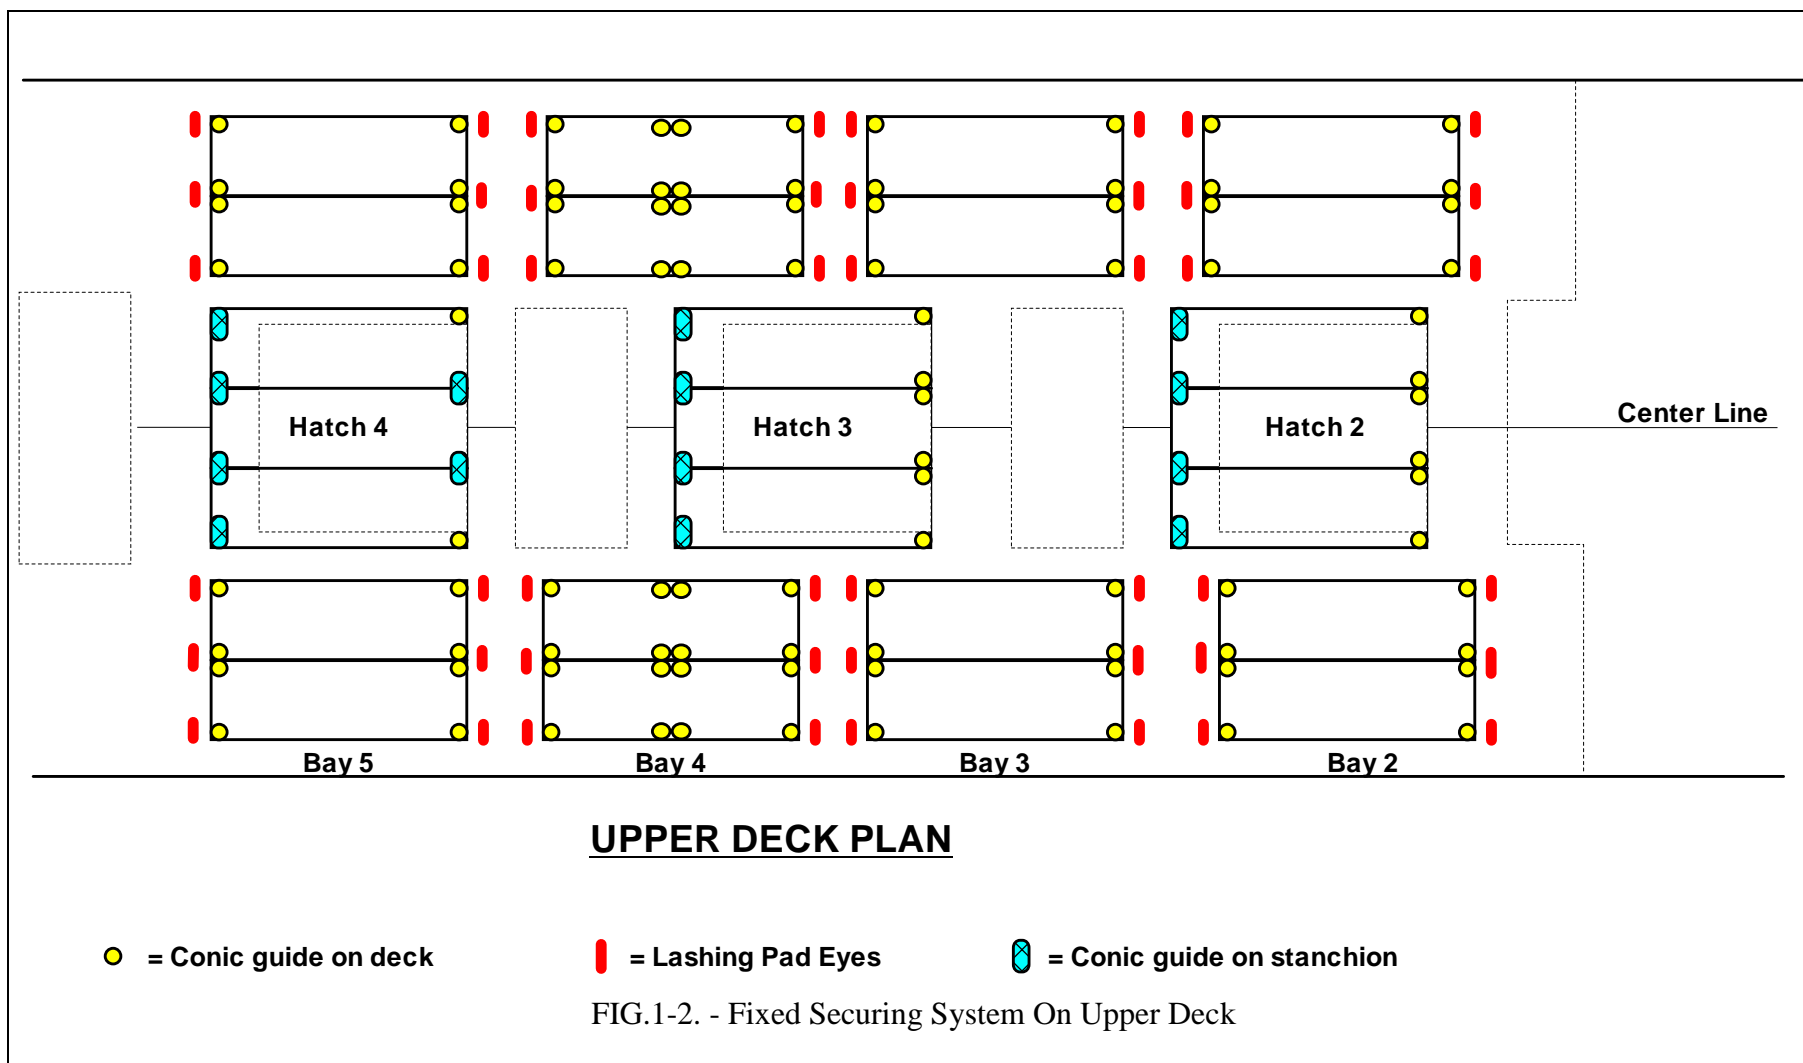 Hatch 4
Hatch 3
Hatch 2
Center Line
Bay 5
Bay 4
Bay 3
Bay 2
UPPER DECK PLAN
= Conic guide on deck
= Lashing Pad Eyes
= Conic guide on stanchion
FIG.1-2. - Fixed Securing System On Upper Deck